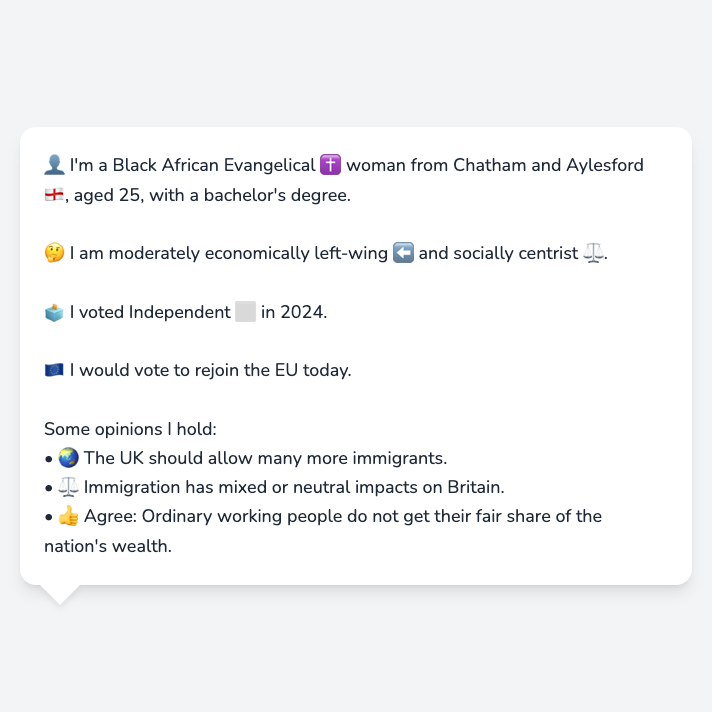 👤 I'm a Black African Evangelical ✝️ woman from Chatham and Aylesford
🏴󠁧󠁢󠁥󠁮󠁧󠁿, aged 25, with a bachelor's degree.
🤔 I am moderately economically left-wing ⬅️ and socially centrist ⚖️.
🗳️ I voted Independent ⬜ in 2024.
🇪🇺 I would vote to rejoin the EU today.
Some opinions I hold:
• 🌏 The UK should allow many more immigrants.
• ⚖️ Immigration has mixed or neutral impacts on Britain.
• 👍 Agree: Ordinary working people do not get their fair share of the
nation's wealth.